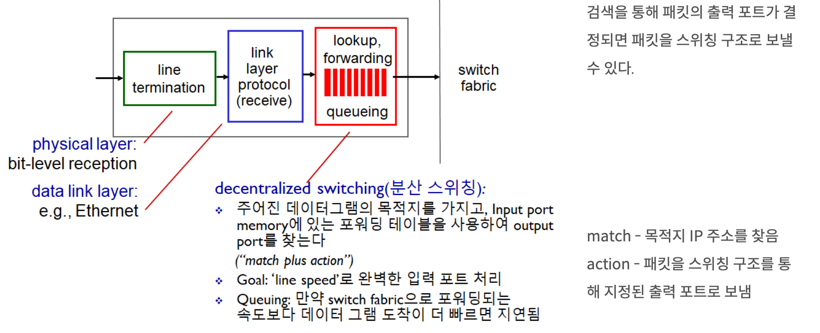 line
termination
link
layer
protocol
(receive)
lookup,
forwarding
queueing
switch
fabric
physical layer:
bit-level reception
data link layer:
e.g., Ethernet
decentralized switching(분산 스위칭):
❖ 주어진 데이터그램의 목적지를 가지고, Input port
memory에 있는 포워딩 테이블을 사용하여 output
port를 찾는다
("match plus action")
❖ Goal: 'line speed'로 완벽한 입력 포트 처리
❖ Queuing: 만약 switch fabric으로 포워딩되는
속도보다 데이터 그램 도착이 더 빠르면 지연됨
검색을 통해 패킷의 출력 포트가 결
정되면 패킷을 스위칭 구조로 보낼
수 있다.
match - 목적지 IP 주소를 찾음
action - 패킷을 스위칭 구조를 통
해 지정된 출력 포트로 보냄